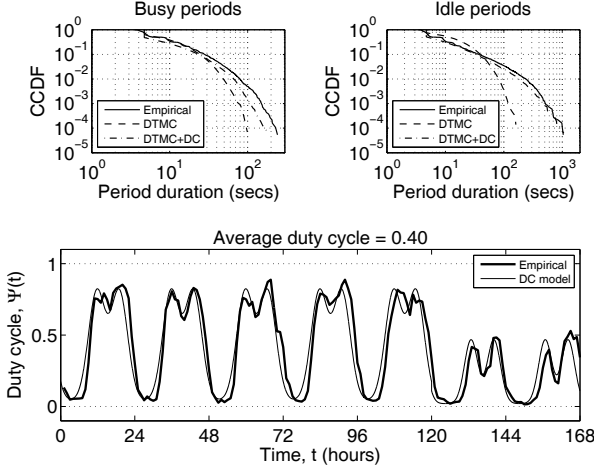 Busy periods
10^0
10^-1
10^-2
10^-3
10^-4
10^-5
CCDF
Empirical
DTMC
DTMC+DC
10^0 10^1 10^2
Period duration (secs)
Idle periods
10^0
10^-1
10^-2
10^-3
10^-4
10^-5
CCDF
Empirical
DTMC
DTMC+DC
10^0 10^1 10^2 10^3
Period duration (secs)
Average duty cycle = 0.40
1
0.5
0
Duty cycle, Ψ(t)
Empirical
DC model
0 24 48 72 96 120 144 168
Time, t (hours)